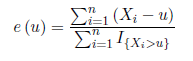 e (u) = \frac{\sum_{i=1}^{n} (X_i - u)}{\sum_{i=1}^{n} I_{\{X_i > u\}}}